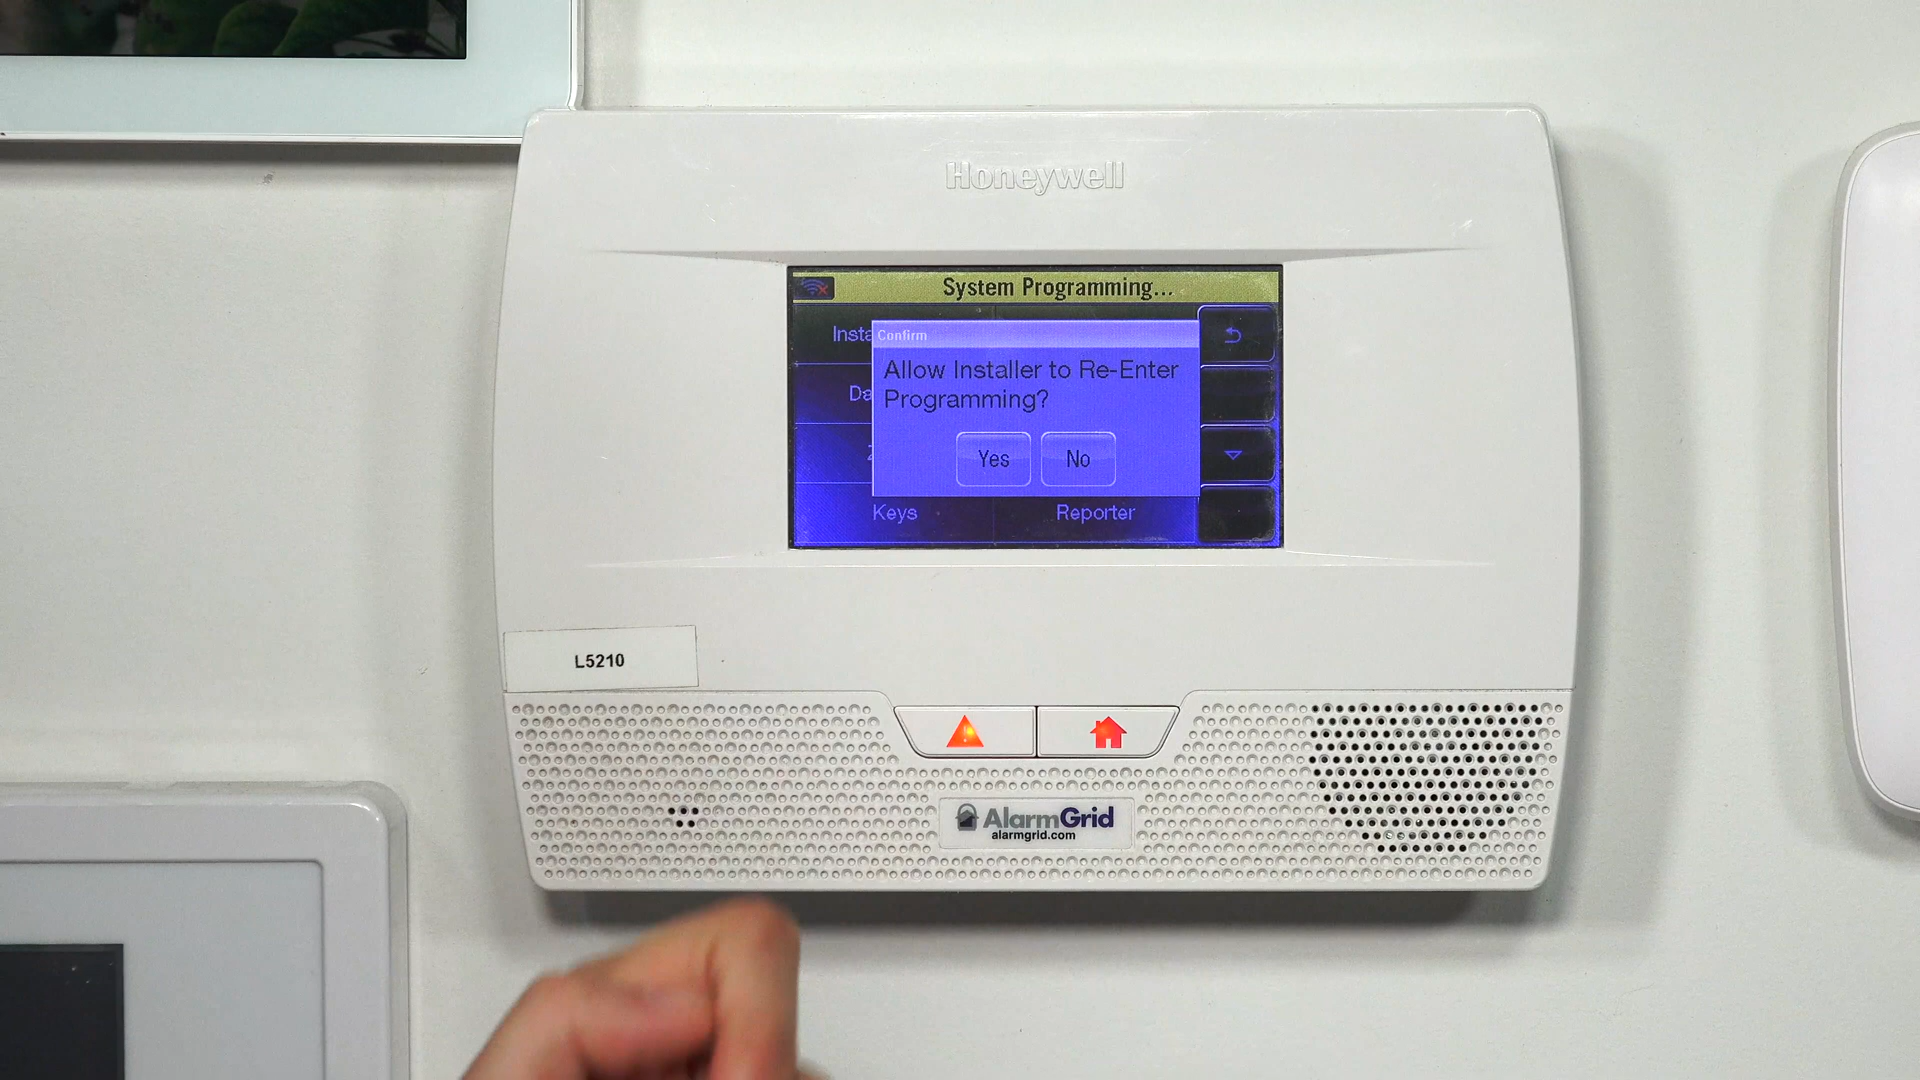 Honeywell
System Programming...
Confirm
Allow Installer to Re-Enter
Programming?
Yes No
Keys Reporter
L5210
AlarmGrid
alarmgrid.com